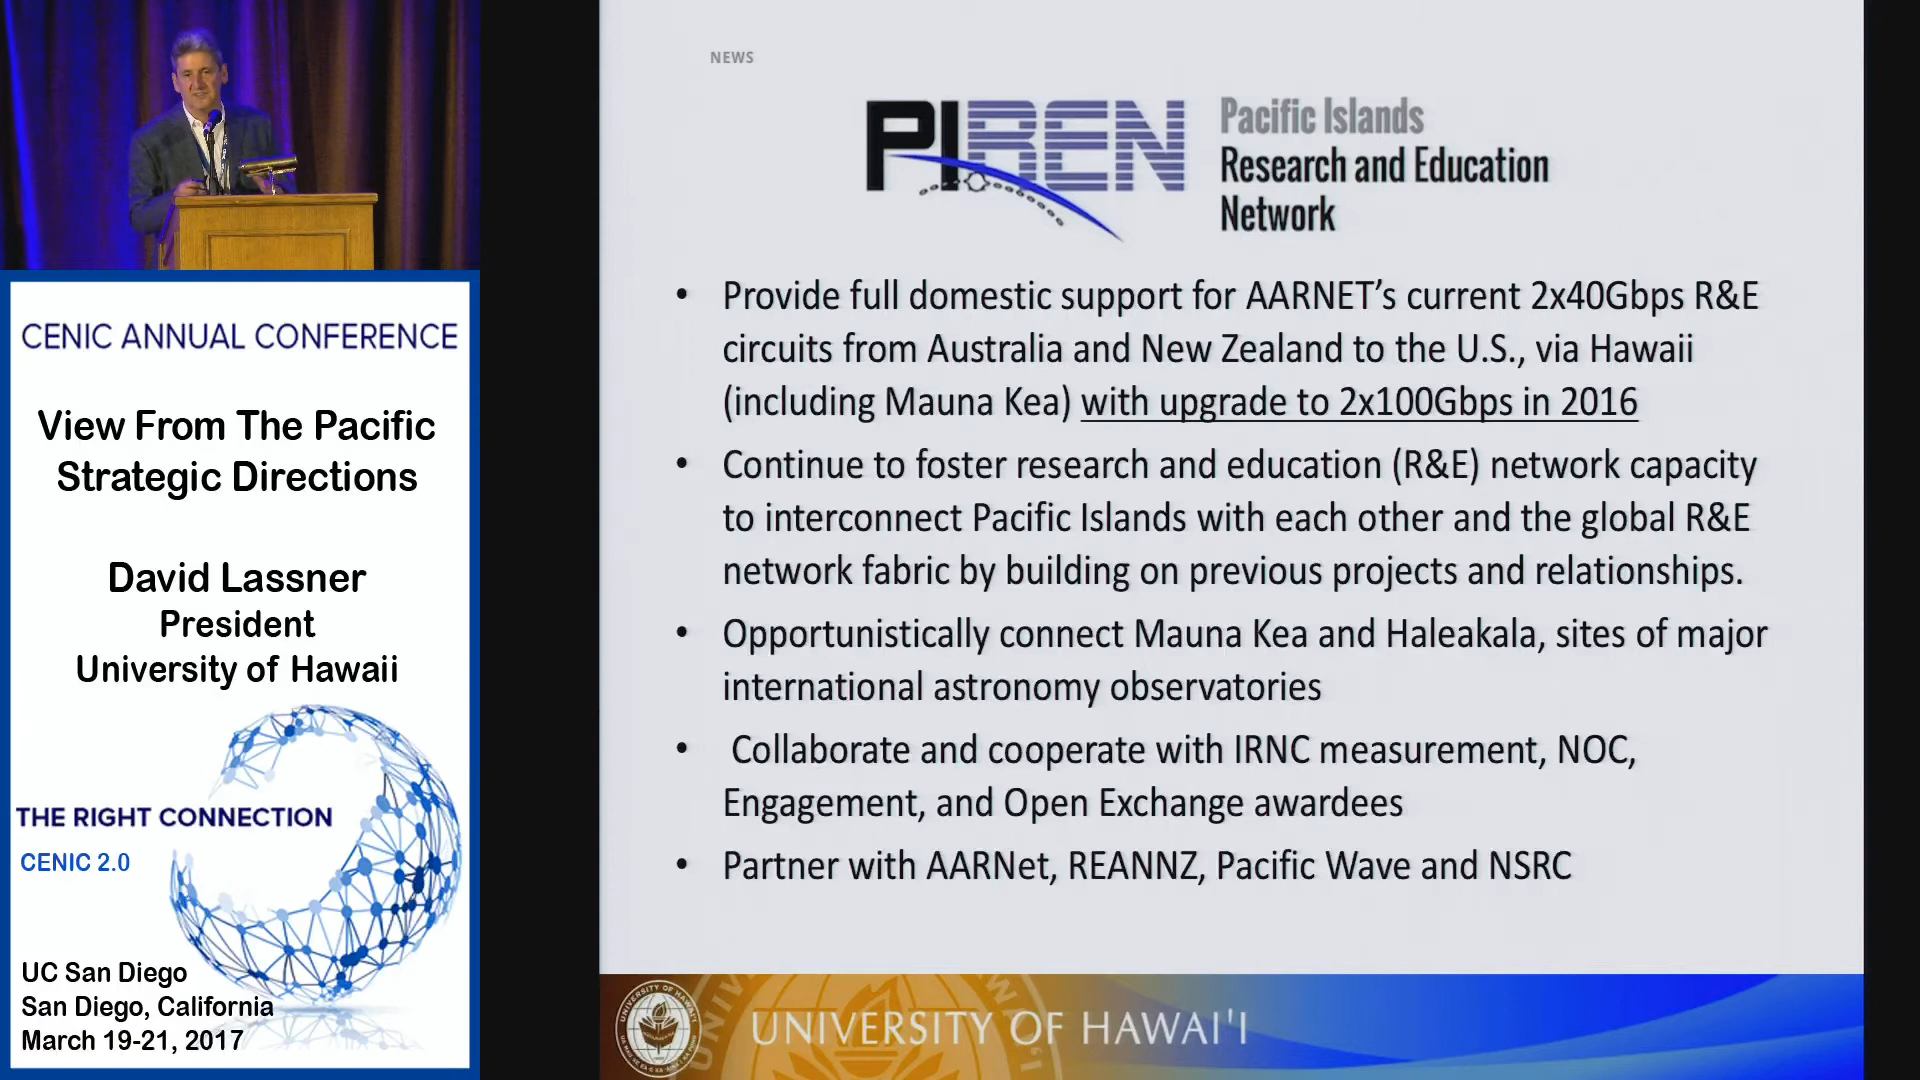 CENIC ANNUAL CONFERENCE
View From The Pacific
Strategic Directions
David Lassner
President
University of Hawaii
THE RIGHT CONNECTION
CENIC 2.0
UC San Diego
San Diego, California
March 19-21, 2017
NEWS
PIREN
Pacific Islands
Research and Education
Network
• Provide full domestic support for AARNET's current 2x40Gbps R&E
circuits from Australia and New Zealand to the U.S., via Hawaii
(including Mauna Kea) with upgrade to 2x100Gbps in 2016
• Continue to foster research and education (R&E) network capacity
to interconnect Pacific Islands with each other and the global R&E
network fabric by building on previous projects and relationships.
• Opportunistically connect Mauna Kea and Haleakala, sites of major
international astronomy observatories
• Collaborate and cooperate with IRNC measurement, NOC,
Engagement, and Open Exchange awardees
• Partner with AARNet, REANNZ, Pacific Wave and NSRC
UNIVERSITY OF HAWAI'I